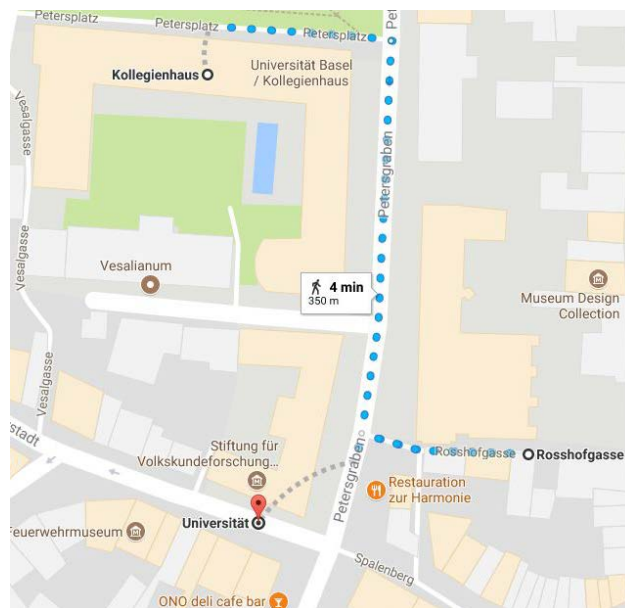 Petersplatz
Petersplatz
Petersplatz
Pet
Kollegienhaus
Universität Basel
/ Kollegienhaus
Vesalgasse
Vesalgasse
Petersgraben
Vesalianum
4 min
350 m
Museum Design
Collection
Vesalgasse
Stiftung für
Volkskundeforschung...
Petersgraben
Rosshofgasse
Rosshofgasse
Restauration
zur Harmonie
Universität
Feuerwehrmuseum
Spalenberg
ONO deli cafe bar